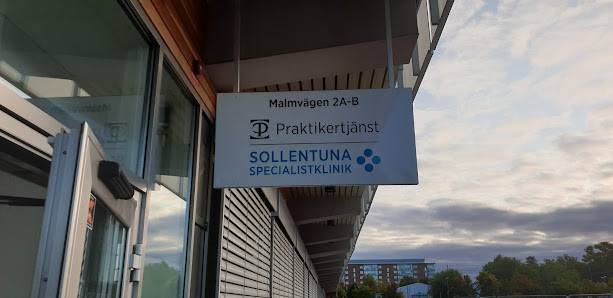 Malmvägen 2A-B
Praktikertjänst
SOLLENTUNA
SPECIALISTKLINIK